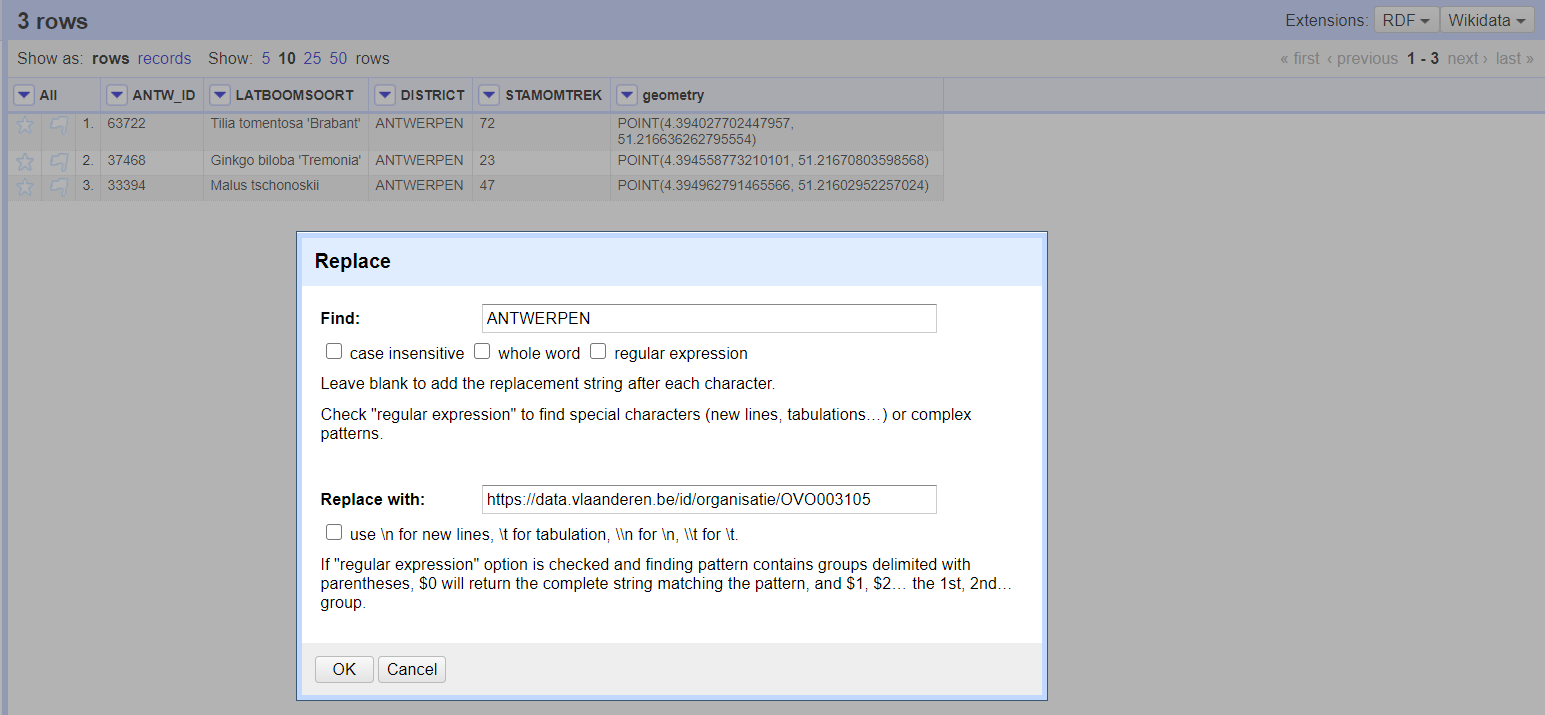 3 rows
Extensions: RDF Wikidata
Show as: rows records Show: 5 10 25 50 rows
« first ‹ previous 1 - 3 next › last »
All ANTW_ID LATBOOMSOORT DISTRICT STAMOMTREK geometry
1. 63722 Tilia tomentosa 'Brabant' ANTWERPEN 72 POINT(4.394027702447957,
51.216636262795554)
2. 37468 Ginkgo biloba 'Tremonia' ANTWERPEN 23 POINT(4.394558773210101, 51.21670803598568)
3. 33394 Malus tschonoskii ANTWERPEN 47 POINT(4.394962791465566, 51.21602952257024)
Replace
Find: ANTWERPEN
case insensitive whole word regular expression
Leave blank to add the replacement string after each character.
Check "regular expression" to find special characters (new lines, tabulations…) or complex
patterns.
Replace with: https://data.vlaanderen.be/id/organisatie/OVO003105
use \n for new lines, \t for tabulation, \\n for \n, \\t for \t.
If "regular expression" option is checked and finding pattern contains groups delimited with
parentheses, $0 will return the complete string matching the pattern, and $1, $2… the 1st, 2nd…
group.
OK Cancel